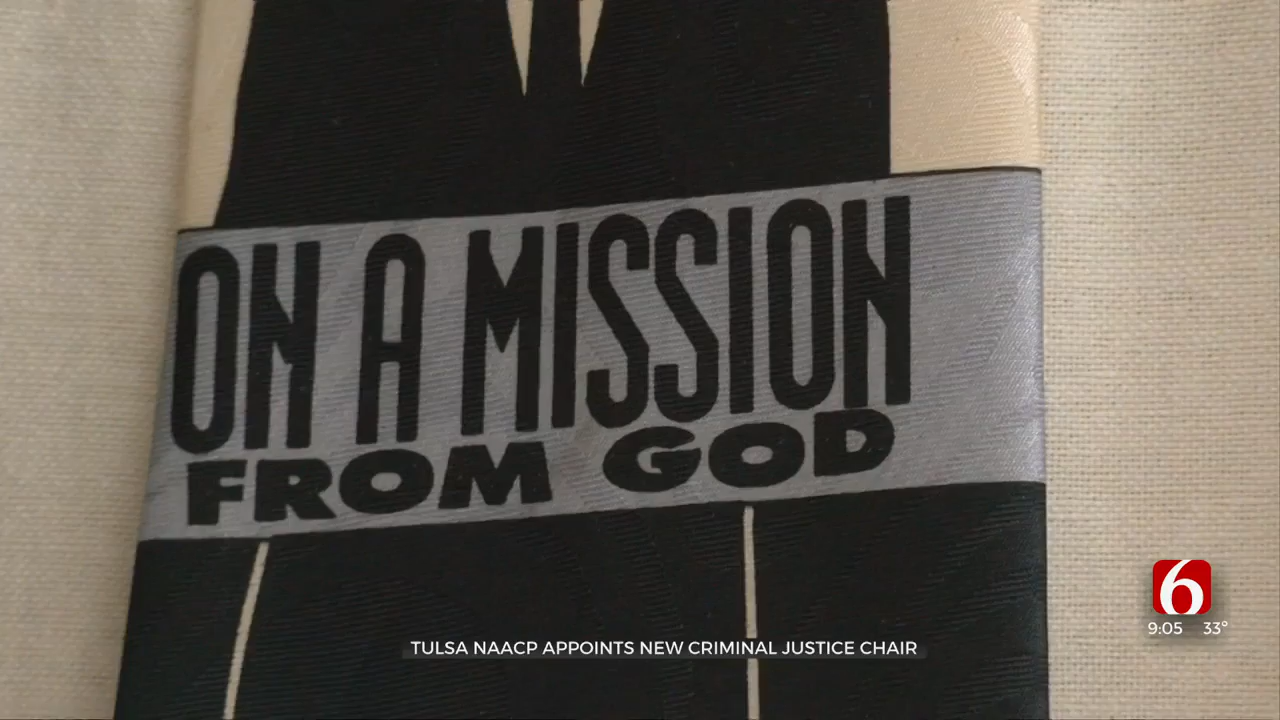 ON A MISSION
FROM GOD
6
9:05 33°
TULSA NAACP APPOINTS NEW CRIMINAL JUSTICE CHAIR